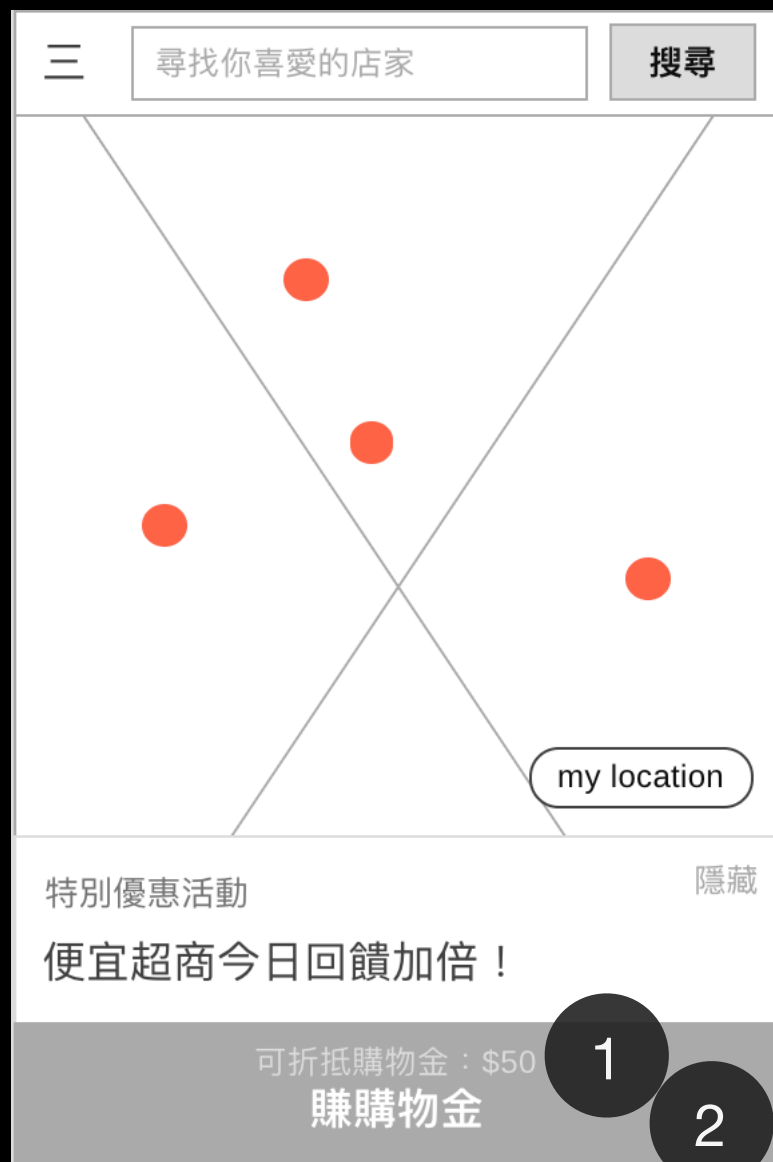 尋找你喜愛的店家
搜尋
my location
特別優惠活動
隱藏
便宜超商今日回饋加倍！
可折抵購物金：$50
賺購物金
1
2